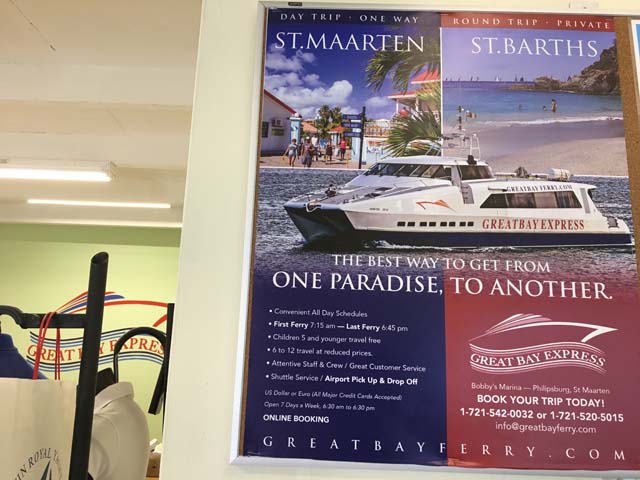 DAY TRIP · ONE WAY
ROUND TRIP · PRIVATE
ST.MAARTEN
ST.BARTHS
GREATBAYFERRY.COM
GREATBAY EXPRESS
THE BEST WAY TO GET FROM
ONE PARADISE, TO ANOTHER.
• Convenient All Day Schedules
• First Ferry 7:15 am — Last Ferry 6:45 pm
• Children 5 and younger travel free
• 6 to 12 travel at reduced prices.
• Attentive Staff & Crew / Great Customer Service
• Shuttle Service / Airport Pick Up & Drop Off
US Dollar or Euro (All Major Credit Cards Accepted)
Open 7 Days a Week, 6:30 am to 6:30 pm
ONLINE BOOKING
GREAT BAY EXPRESS
Bobby's Marina — Philipsburg, St Maarten
BOOK YOUR TRIP TODAY!
1-721-542-0032 or 1-721-520-5015
info@greatbayferry.com
GREATBAYFERRY.COM
GREAT BAY EXPRESS
ROYAL